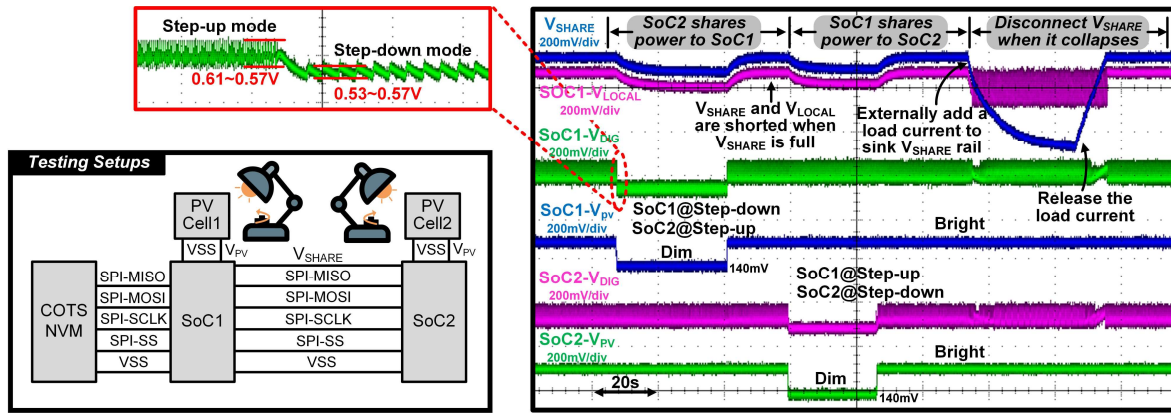 Step-up mode
Step-down mode
0.61~0.57V
0.53~0.57V
Testing Setups
PV
Cell1
PV
Cell2
VSS
VPV
VSS
VPV
VSHARE
SPI-MISO
SPI-MISO
SPI-MOSI
SPI-MOSI
COTS
NVM
SPI-SCLK
SoC1
SPI-SCLK
SoC2
SPI-SS
SPI-SS
VSS
VSS
VSHARE
200mV/div
SoC2 shares
power to SoC1
SoC1 shares
power to SoC2
Disconnect VSHARE
when it collapses
SOC1-VLOCAL
200mV/div
VSHARE and VLOCAL
are shorted when
VSHARE is full
Externally add a
load current to
sink VSHARE rail
SoC1-VDIG
200mV/div
Release the
load current
SoC1@Step-down
SoC2@Step-up
SoC1-Vpv
200mV/div
Bright
Dim
140mV
SoC2-VDIG
200mV/div
SoC1@Step-up
SoC2@Step-down
SoC2-VPV
200mV/div
Bright
20s
Dim
140mV